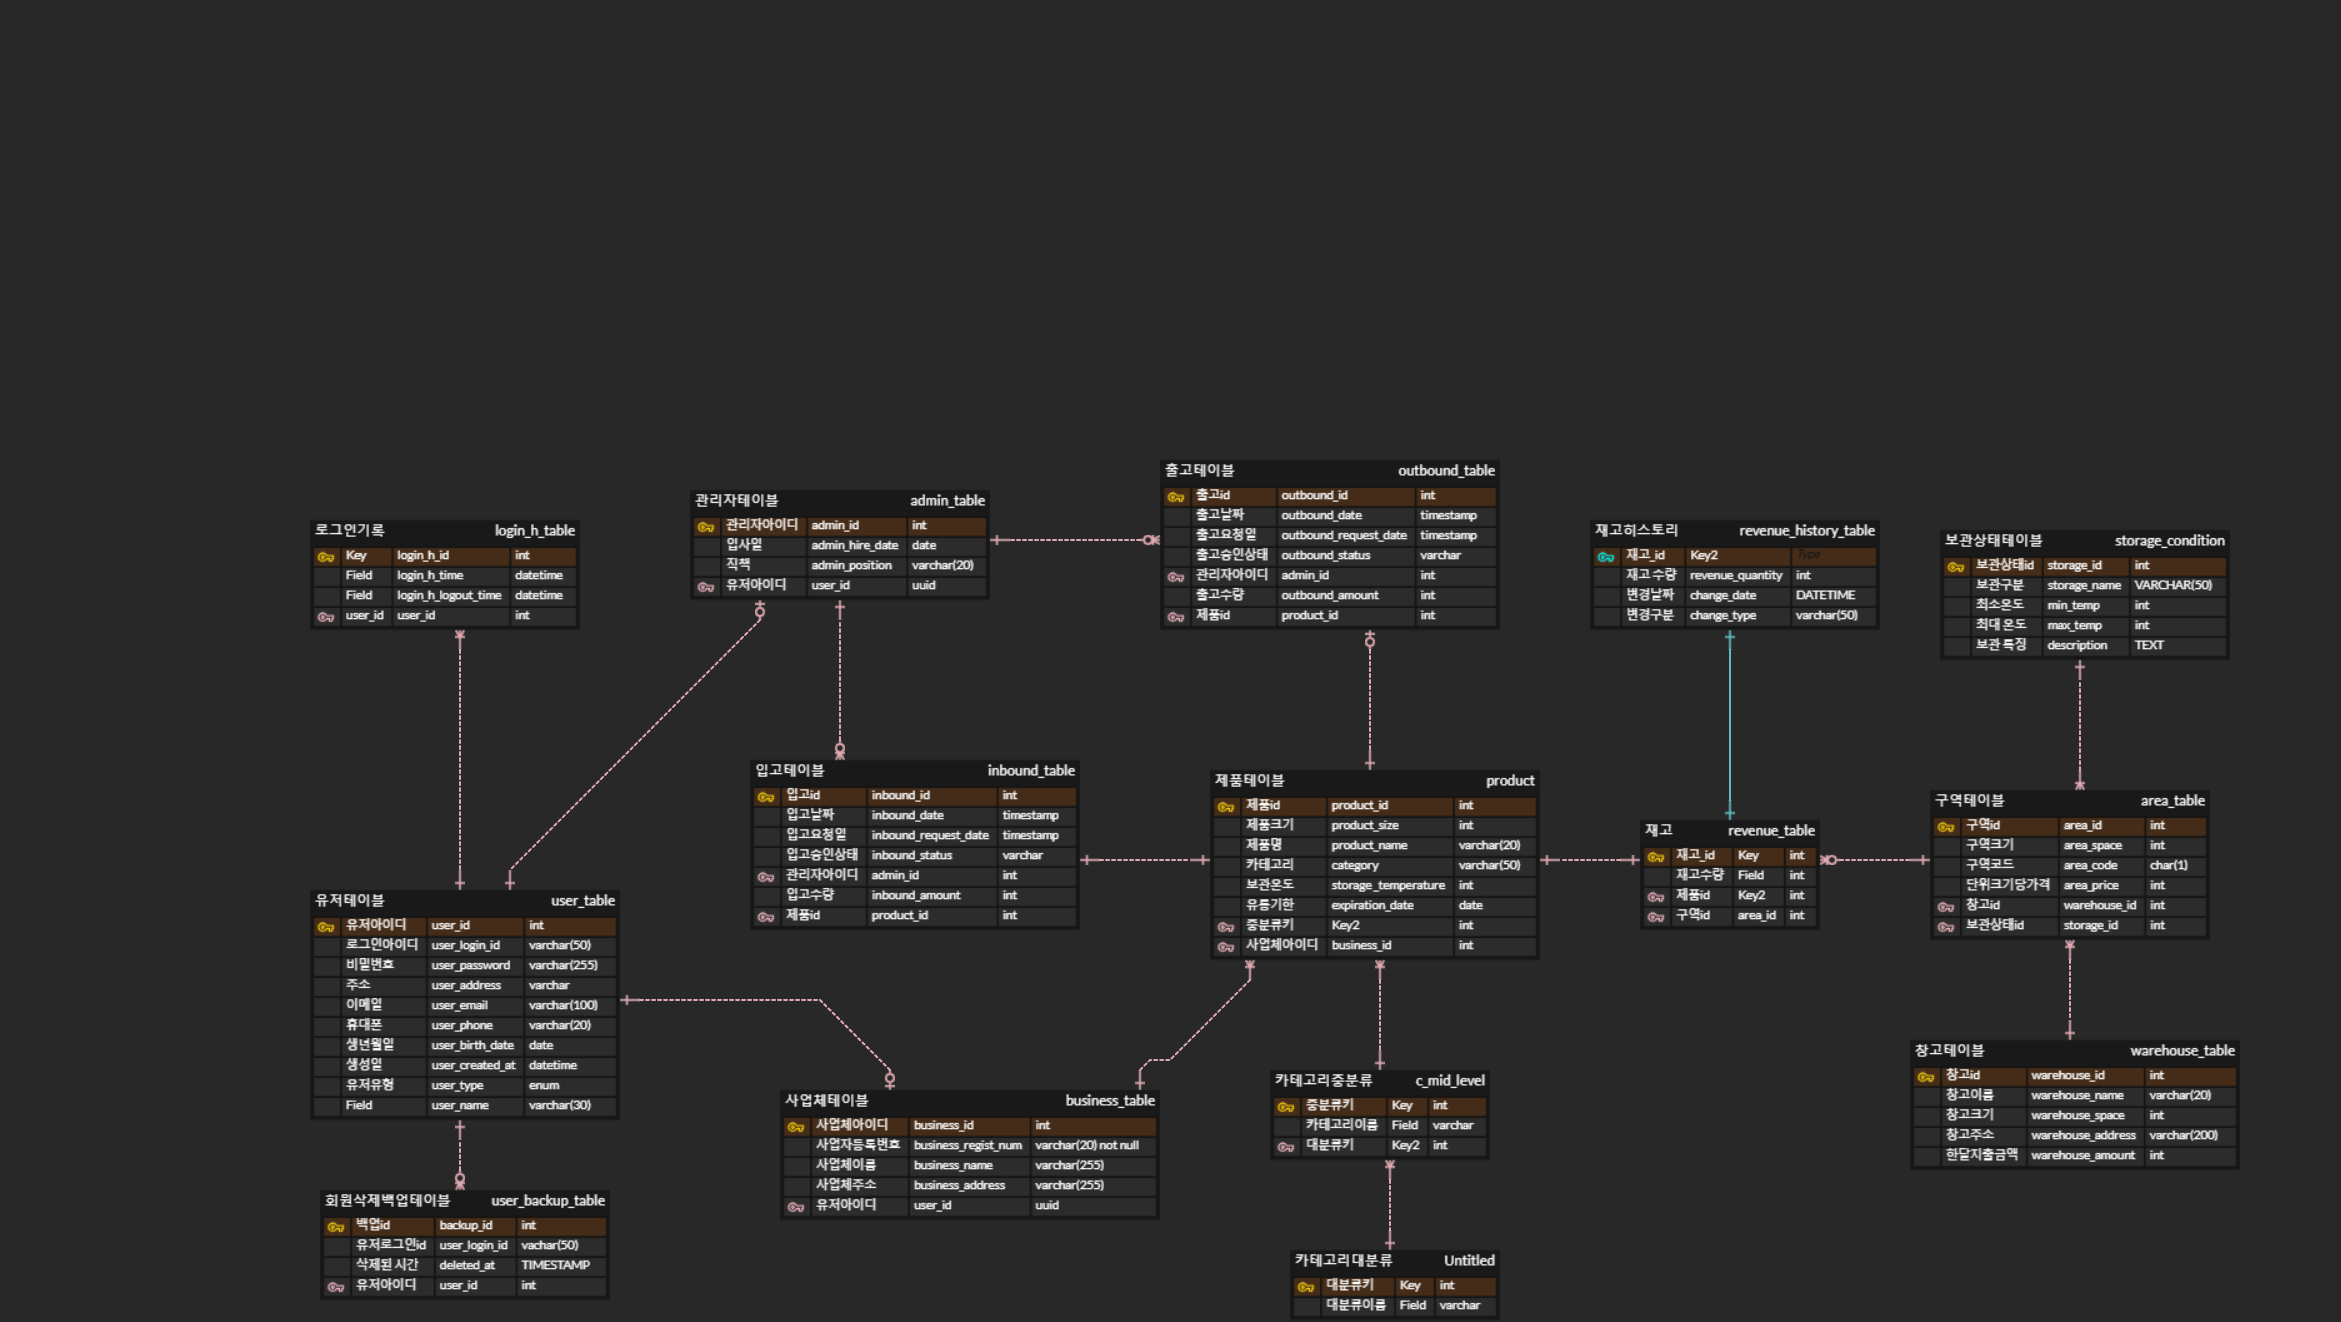 출고테이블 outbound_table
출고id outbound_id int
출고날짜 outbound_date timestamp
출고요청일 outbound_request_date timestamp
출고승인상태 outbound_status varchar
관리자아이디 admin_id int
출고수량 outbound_amount int
제품id product_id int
관리자테이블 admin_table
관리자아이디 admin_id int
입사일 admin_hire_date date
직책 admin_position varchar(20)
유저아이디 user_id uuid
로그인기록 login_h_table
Key login_h_id int
Field login_h_time datetime
Field login_h_logout_time datetime
user_id user_id int
재고히스토리 revenue_history_table
재고_id Key2 Type
재고 수량 revenue_quantity int
변경날짜 change_date DATETIME
변경구분 change_type varchar(50)
보관상태테이블 storage_condition
보관상태id storage_id int
보관구분 storage_name VARCHAR(50)
최소온도 min_temp int
최대 온도 max_temp int
보관 특징 description TEXT
입고테이블 inbound_table
입고id inbound_id int
입고날짜 inbound_date timestamp
입고요청일 inbound_request_date timestamp
입고승인상태 inbound_status varchar
관리자아이디 admin_id int
입고수량 inbound_amount int
제품id product_id int
제품테이블 product
제품id product_id int
제품크기 product_size int
제품명 product_name varchar(20)
카테고리 category varchar(50)
보관온도 storage_temperature int
유통기한 expiration_date date
중분류키 Key2 int
사업체아이디 business_id int
재고 revenue_table
재고_id Key int
재고수량 Field int
제품id Key2 int
구역id area_id int
구역테이블 area_table
구역id area_id int
구역크기 area_space int
구역코드 area_code char(1)
단위크기당가격 area_price int
창고id warehouse_id int
보관상태id storage_id int
유저테이블 user_table
유저아이디 user_id int
로그인아이디 user_login_id varchar(50)
비밀번호 user_password varchar(255)
주소 user_address varchar
이메일 user_email varchar(100)
휴대폰 user_phone varchar(20)
생년월일 user_birth_date date
생성일 user_created_at datetime
유저유형 user_type enum
Field user_name varchar(30)
사업체테이블 business_table
사업체아이디 business_id int
사업자등록번호 business_regist_num varchar(20) not null
사업체이름 business_name varchar(255)
사업체주소 business_address varchar(255)
유저아이디 user_id uuid
카테고리중분류 c_mid_level
중분류키 Key int
카테고리이름 Field varchar
대분류키 Key2 int
창고테이블 warehouse_table
창고id warehouse_id int
창고이름 warehouse_name varchar(20)
창고크기 warehouse_space int
창고주소 warehouse_address varchar(200)
한달지출금액 warehouse_amount int
회원삭제백업테이블 user_backup_table
백업id backup_id int
유저로그인id user_login_id vachar(50)
삭제된 시간 deleted_at TIMESTAMP
유저아이디 user_id int
카테고리대분류 Untitled
대분류키 Key int
대분류이름 Field varchar